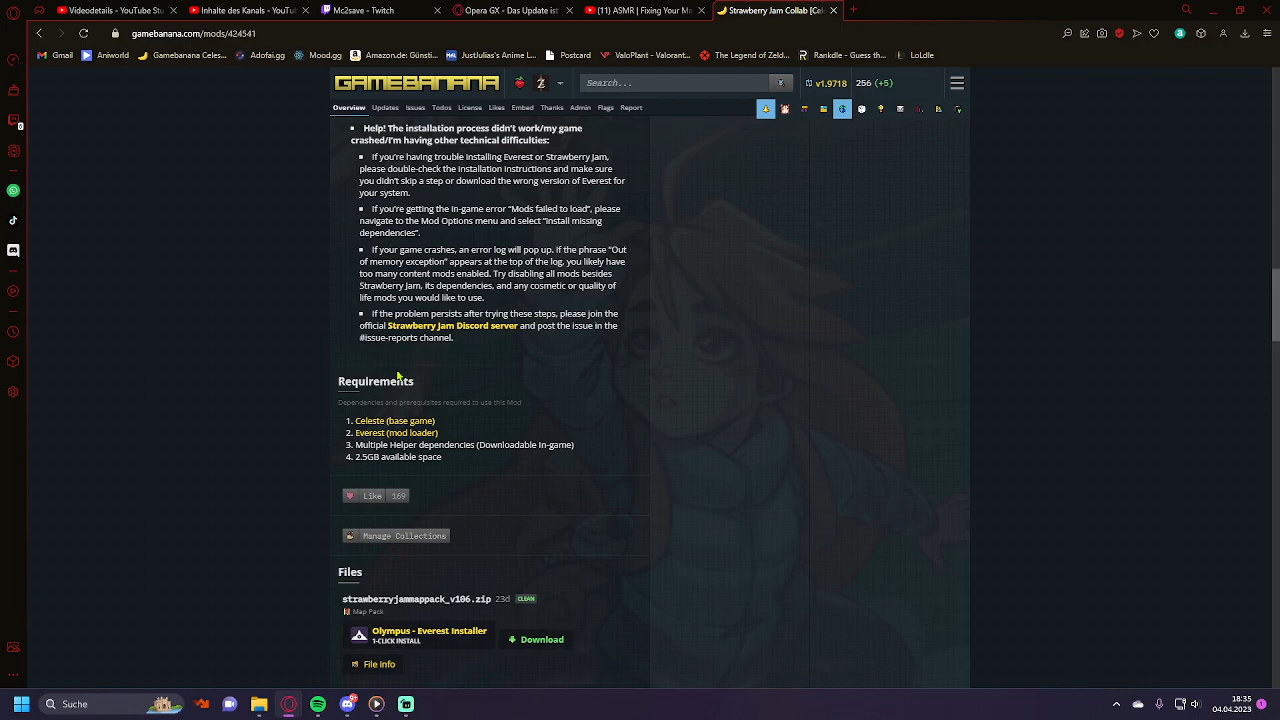 Videodetails - YouTube Stu
Inhalte des Kanals - YouTub
Mc2save - Twitch
Opera GX - Das Update ist
(11) ASMR | Fixing Your Ma
Strawberry Jam Collab [Cel
gamebanana.com/mods/424541
Gmail
Aniworld
Gamebanana Celes...
Adofai.gg
Mood.gg
Amazon.de: Günsti...
Justlulias's Anime L...
Postcard
ValoPlant - Valorant...
The Legend of Zeld...
Rankdle - Guess th...
LoLdle
GAMEBANANA
Search...
v1.9718
256 (+5)
Overview Updates Issues Todos License Likes Embed Thanks Admin Flags Report
Help! The installation process didn't work/my game
crashed/I'm having other technical difficulties:
If you're having trouble installing Everest or Strawberry Jam,
please double-check the installation instructions and make sure
you didn't skip a step or download the wrong version of Everest for
your system.
If you're getting the in-game error "Mods failed to load", please
navigate to the Mod Options menu and select "install missing
dependencies".
If your game crashes, an error log will pop up. If the phrase "Out
of memory exception" appears at the top of the log, you likely have
too many content mods enabled. Try disabling all mods besides
Strawberry Jam, its dependencies, and any cosmetic or quality of
life mods you would like to use.
If the problem persists after trying these steps, please join the
official Strawberry Jam Discord server and post the issue in the
#issue-reports channel.
Requirements
Dependencies and prerequisites required to use this Mod
1. Celeste (base game)
2. Everest (mod loader)
3. Multiple Helper dependencies (Downloadable in-game)
4. 2.5GB available space
Like 169
Manage Collections
Files
strawberryjammappack_v106.zip 23d CLEAN
Map Pack
Olympus - Everest Installer
1-CLICK INSTALL
Download
File Info
Suche
18:35
04.04.2023